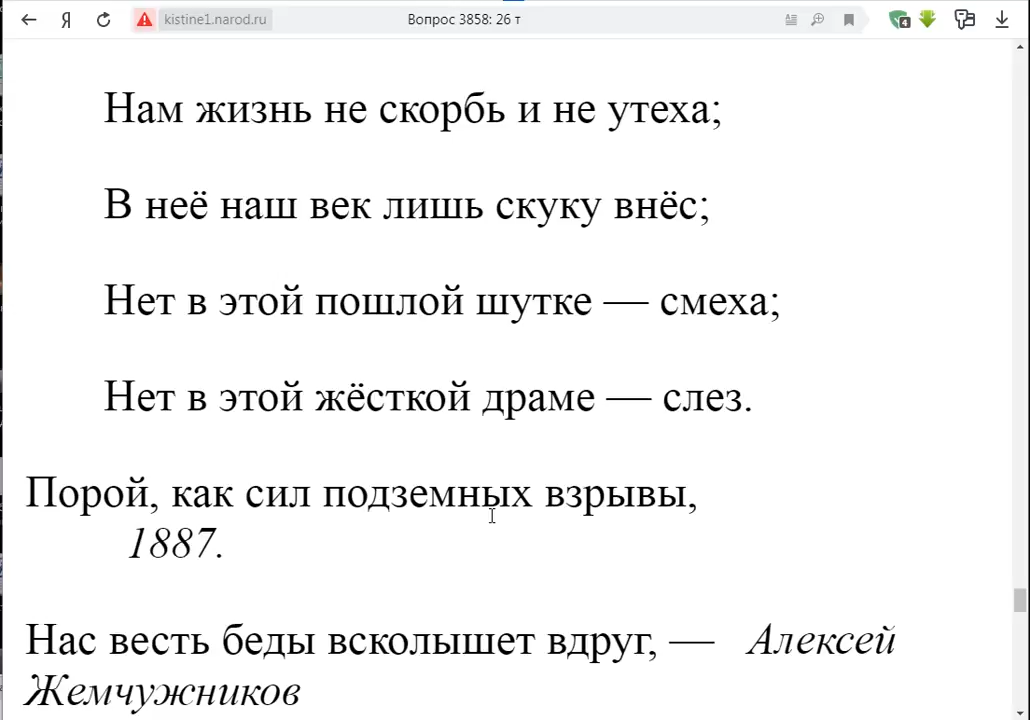 Я kistine1.narod.ru Вопрос 3858: 26 т 4
Нам жизнь не скорбь и не утеха;
В неё наш век лишь скуку внёс;
Нет в этой пошлой шутке — смеха;
Нет в этой жёсткой драме — слез.
Порой, как сил подземных взрывы,
1887.
Нас весть беды всколышет вдруг, — Алексей
Жемчужников